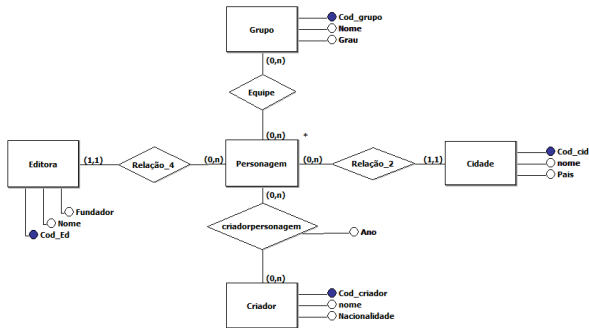 Grupo
Cod_grupo
Nome
Grau
(0,n)
Equipe
(0,n)
*
Editora
(1,1)
Relação_4
(0,n)
Personagem
(0,n)
Relação_2
(1,1)
Cidade
Cod_cid
nome
Pais
Fundador
Nome
Cod_Ed
(0,n)
criadorpersonagem
Ano
(0,n)
Criador
Cod_criador
nome
Nacionalidade